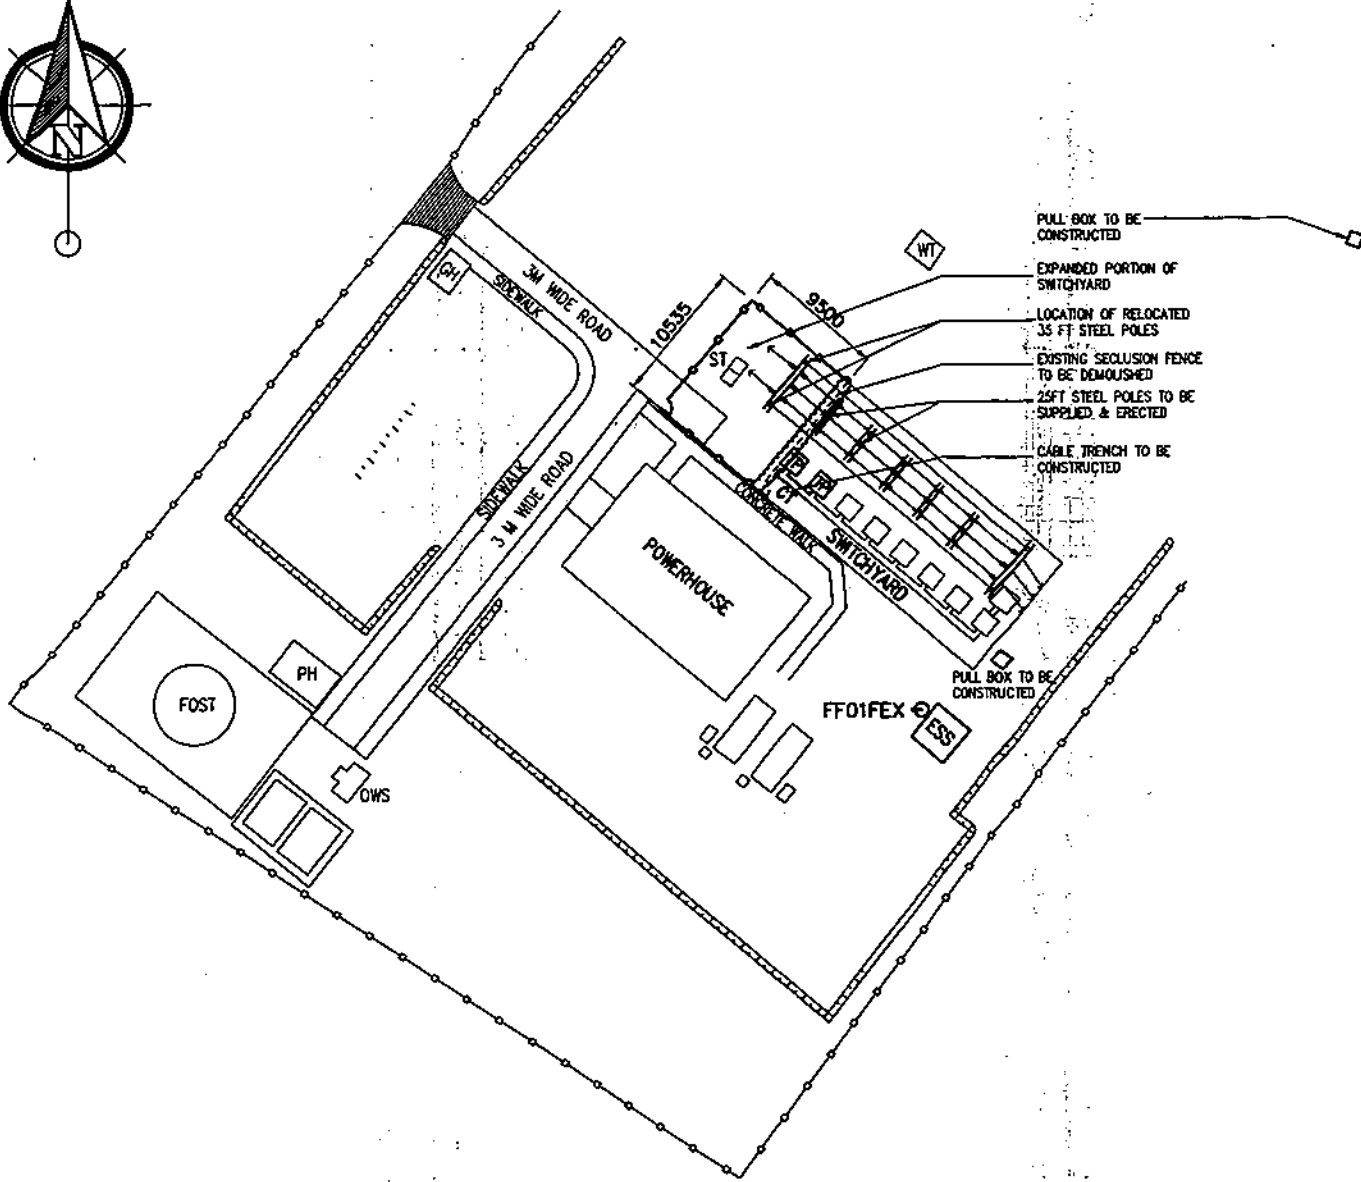 N
PULL BOX TO BE
CONSTRUCTED
WT
EXPANDED PORTION OF
SWITCHYARD
GH
3M WIDE ROAD
SIDEWALK
10535
9500
LOCATION OF RELOCATED
35 FT STEEL POLES
ST
EXISTING SECLUSION FENCE
TO BE DEMOLISHED
25FT STEEL POLES TO BE
SUPPLIED & ERECTED
CABLE TRENCH TO BE
CONSTRUCTED
SIDEWALK
3 M WIDE ROAD
CT
CONCRETE WALK
SWITCHYARD
POWERHOUSE
PH
FOST
PULL BOX TO BE
CONSTRUCTED
FF01FEX
ESS
OWS